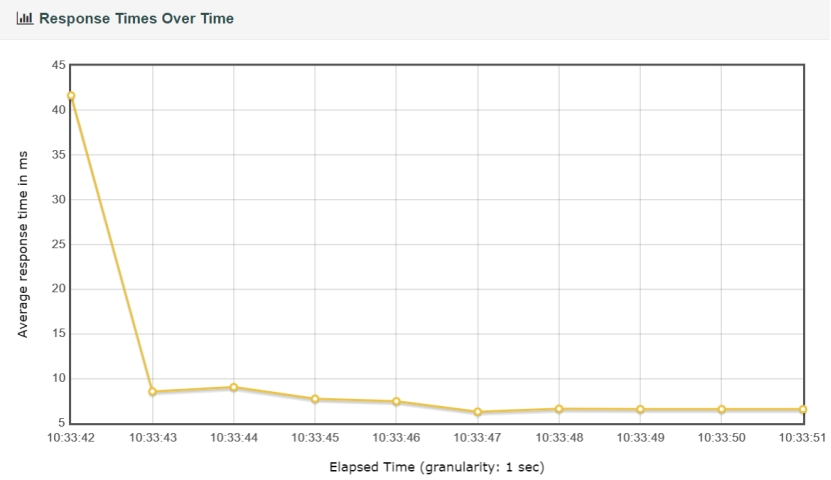 Response Times Over Time
45
40
35
30
25
20
15
10
5
Average response time in ms
10:33:42 10:33:43 10:33:44 10:33:45 10:33:46 10:33:47 10:33:48 10:33:49 10:33:50 10:33:51
Elapsed Time (granularity: 1 sec)